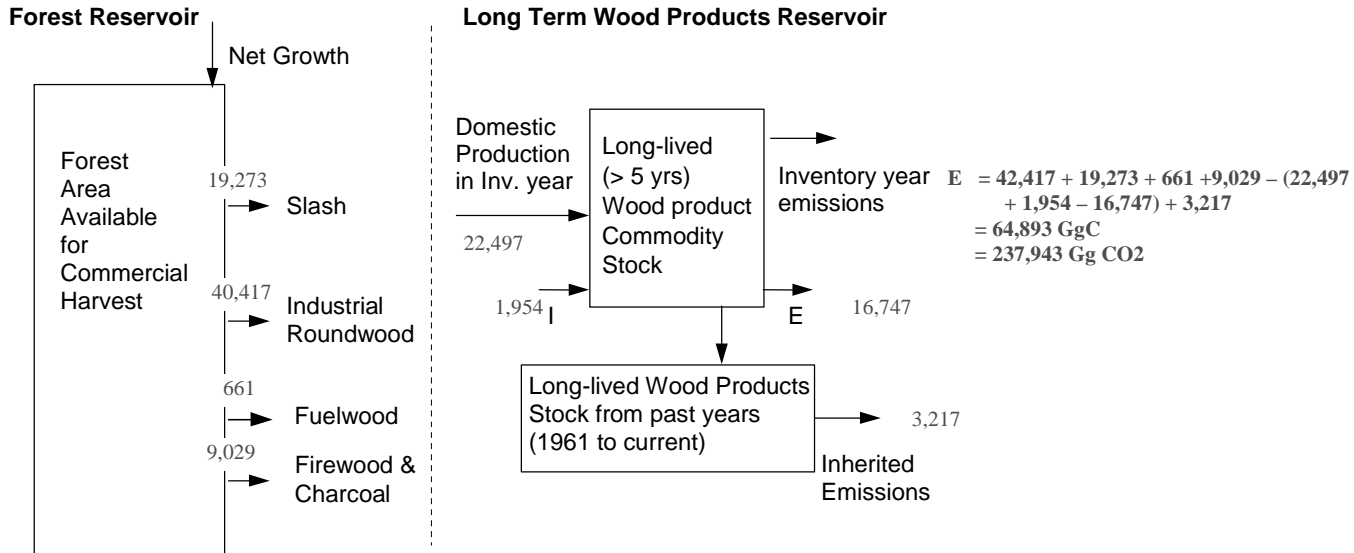 Forest Reservoir
Net Growth
Forest
Area
Available
for
Commercial
Harvest
19,273
Slash
40,417
Industrial
Roundwood
661
Fuelwood
9,029
Firewood &
Charcoal
Long Term Wood Products Reservoir
Domestic
Production
in Inv. year
22,497
1,954
I
Long-lived
(> 5 yrs)
Wood product
Commodity
Stock
Inventory year
emissions
E
16,747
E = 42,417 + 19,273 + 661 +9,029 – (22,497
+ 1,954 – 16,747) + 3,217
= 64,893 GgC
= 237,943 Gg CO2
Long-lived Wood Products
Stock from past years
(1961 to current)
3,217
Inherited
Emissions